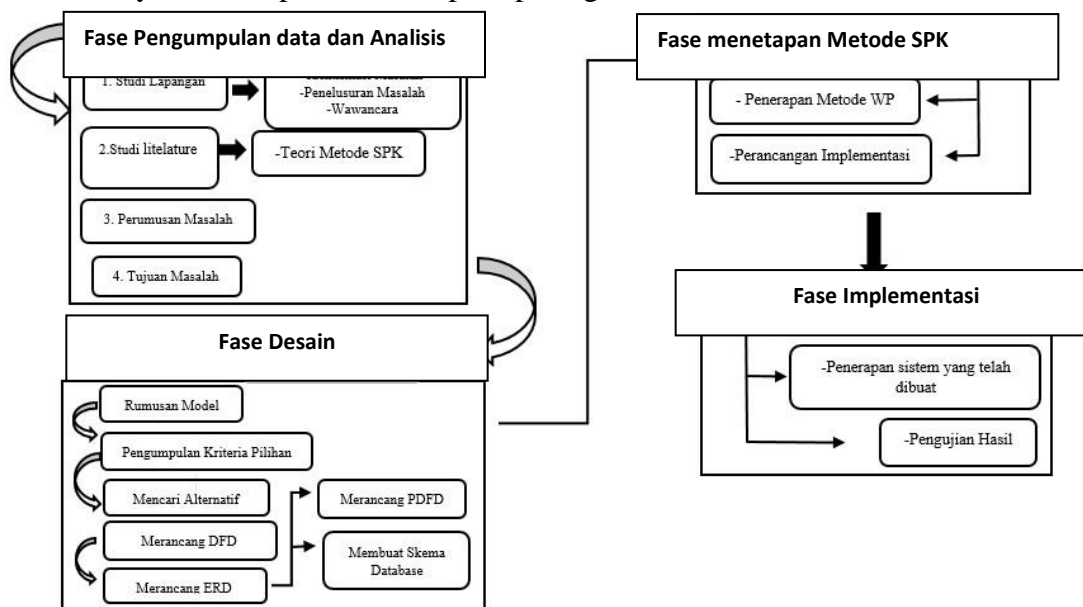 Fase Pengumpulan data dan Analisis
1. Studi Lapangan
-Penelusuran Masalah
-Wawancara
2.Studi litelature
-Teori Metode SPK
3. Perumusan Masalah
4. Tujuan Masalah
Fase Desain
Rumusan Model
Pengumpulan Kriteria Pilihan
Mencari Alternatif
Merancang DFD
Merancang ERD
Merancang PDFD
Membuat Skema
Database
Fase menetapan Metode SPK
- Penerapan Metode WP
-Perancangan Implementasi
Fase Implementasi
-Penerapan sistem yang telah
dibuat
-Pengujian Hasil